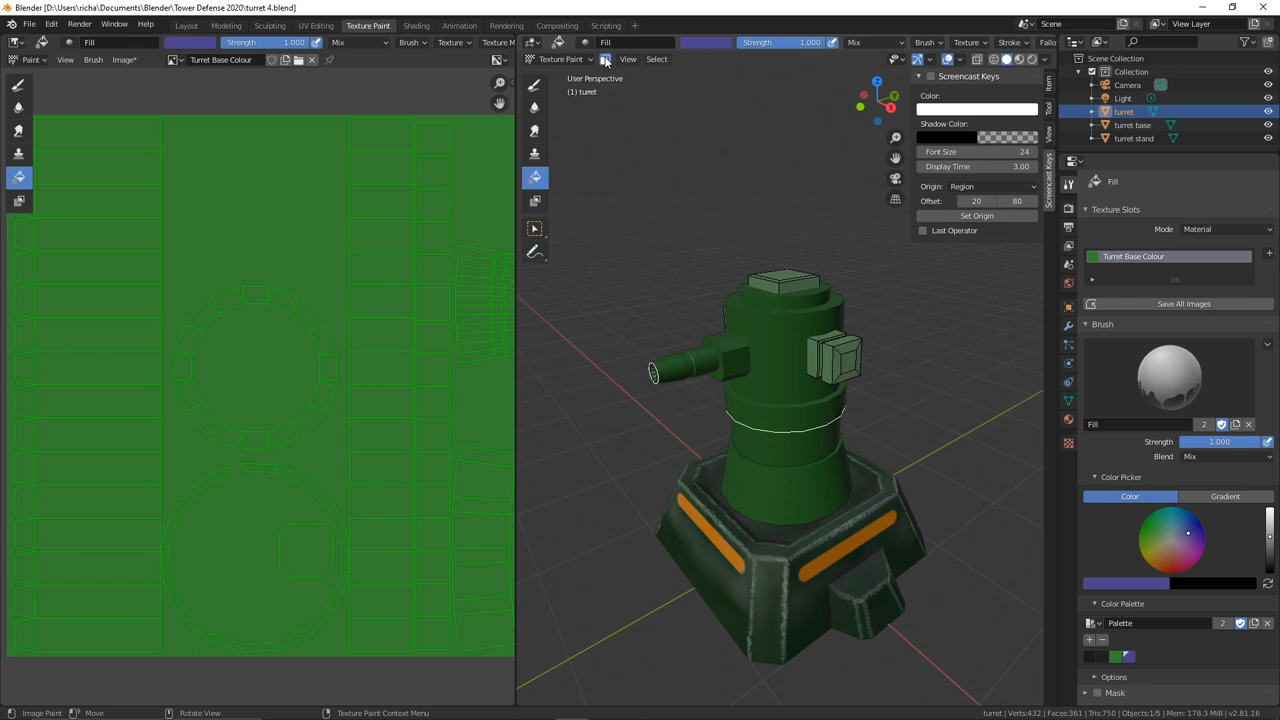 Blender [D:\Users\richa\Documents\Blender\Tower Defense 2020\turret 4.blend]
File Edit Render Window Help Layout Modeling Sculpting UV Editing Texture Paint Shading Animation Rendering Compositing Scripting + Scene View Layer
Fill Strength 1.000 Mix Brush Texture Texture M
Fill Strength 1.000 Mix Brush Texture Stroke Fallo
Paint View Brush Image* Turret Base Colour
Texture Paint View Select
User Perspective
(1) turret
Screencast Keys
Color:
Shadow Color:
Font Size 24
Display Time 3.00
Origin: Region
Offset: 20 80
Set Origin
Last Operator
Item
Tool
View
Screencast Keys
Scene Collection
Collection
Camera
Light
turret
turret base
turret stand
Fill
Texture Slots
Mode Material
Turret Base Colour
Save All Images
Brush
Fill 2
Strength 1.000
Blend Mix
Color Picker
Color Gradient
Color Palette
Palette 2
Options
Mask
Image Paint Move Rotate View Texture Paint Context Menu turret | Verts:432 | Faces:361 | Tris:750 | Objects:1/5 | Mem: 178.3 MiB | v2.81.16